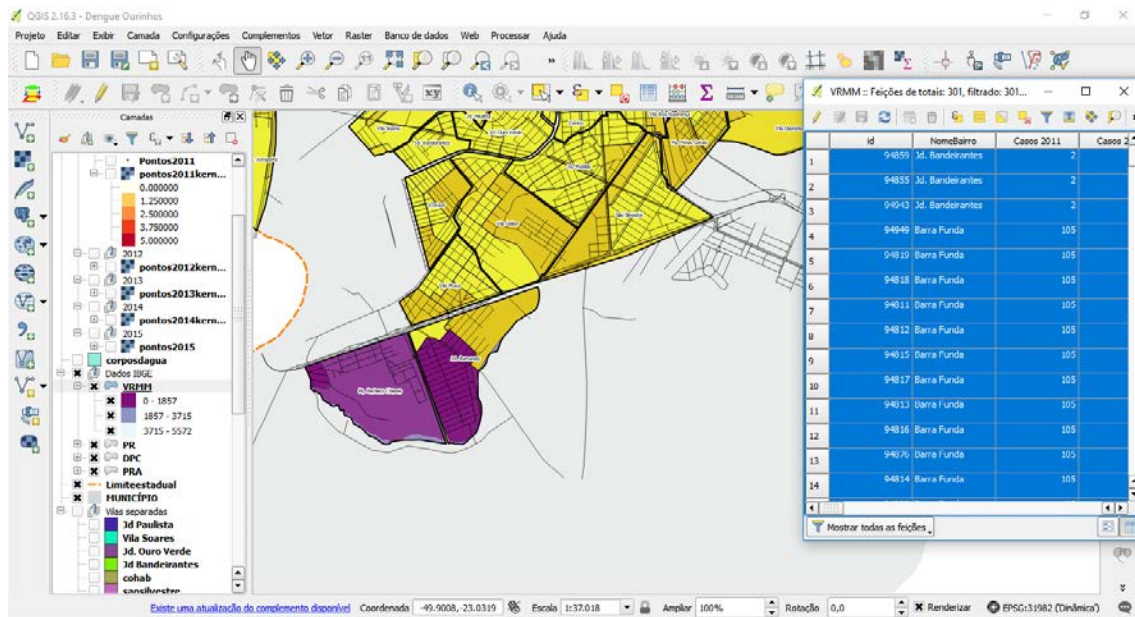 QGIS 2.16.3 - Dengue Ourinhos
Projeto Editar Exibir Camada Configurações Complementos Vetor Raster Banco de dados Web Processar Ajuda
Camadas
Pontos2011
pontos2011kern...
0.000000
1.250000
2.500000
3.750000
5.000000
2012
pontos2012kern...
2013
pontos2013kern...
2014
pontos2014kern...
2015
pontos2015
corposdagua
Dados IBGE
VRMM
0 - 1857
1857 - 3715
3715 - 5572
PR
DPC
PRA
Limiteestadual
MUNICÍPIO
Vilas separadas
Jd Paulista
Vila Soares
Jd. Ouro Verde
Jd Bandeirantes
cohab
saosilvestre
VRMM :: Feições de totais: 301, filtrado: 301...
id NomeBairro Casos 2011 Casos 2
1 94859 Jd. Bandeirantes 2
2 94855 Jd. Bandeirantes 2
3 94943 Jd. Bandeirantes 2
4 94949 Barra Funda 105
5 94819 Barra Funda 105
6 94818 Barra Funda 105
7 94811 Barra Funda 105
8 94812 Barra Funda 105
9 94815 Barra Funda 105
10 94817 Barra Funda 105
11 94813 Barra Funda 105
12 94816 Barra Funda 105
13 94876 Barra Funda 105
14 94814 Barra Funda 105
Mostrar todas as feições
Existe uma atualização do complemento disponível Coordenada -49.9008,-23.0319 Escala 1:37.018 Ampliar 100% Rotação 0,0 Renderizar EPSG:31982 ('Dinâmica')